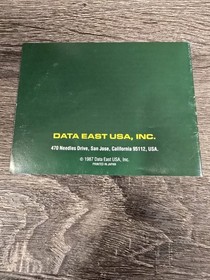 DATA EAST USA, INC.
470 Needles Drive, San Jose, California 95112, USA.
© 1987 Data East USA, Inc.
PRINTED IN JAPAN